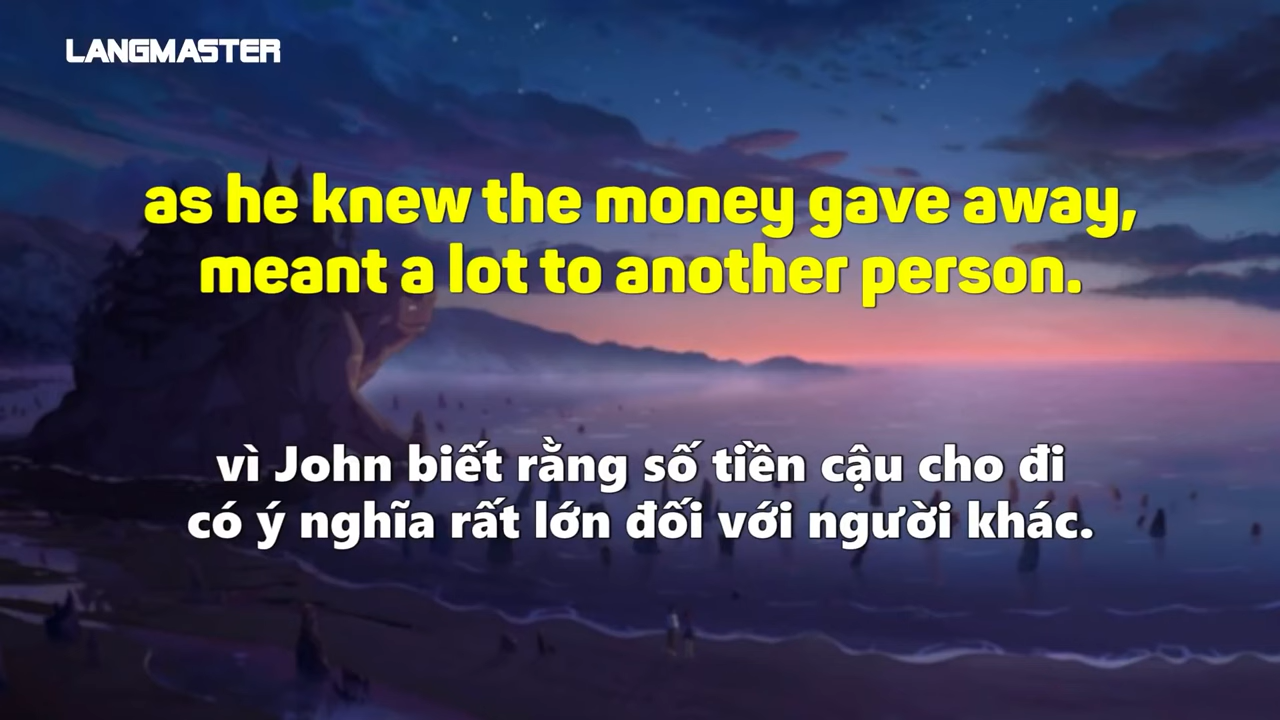 LANGMASTER
as he knew the money gave away,
meant a lot to another person.
vì John biết rằng số tiền cậu cho đi
có ý nghĩa rất lớn đối với người khác.